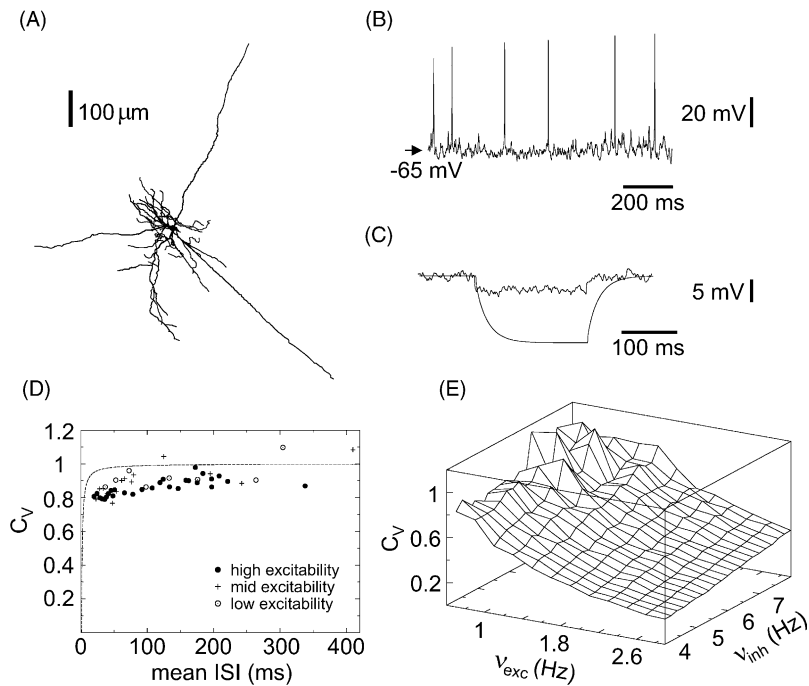 (A)
100 μm
(B)
20 mV
-65 mV
200 ms
(C)
5 mV
100 ms
(D)
1.2
1
0.8
0.6
0.4
0.2
C_V
high excitability
mid excitability
low excitability
0 100 200 300 400
mean ISI (ms)
(E)
1
0.6
0.2
C_V
1 1.8 2.6
ν_exc (Hz)
4 5 6 7
ν_inh (Hz)